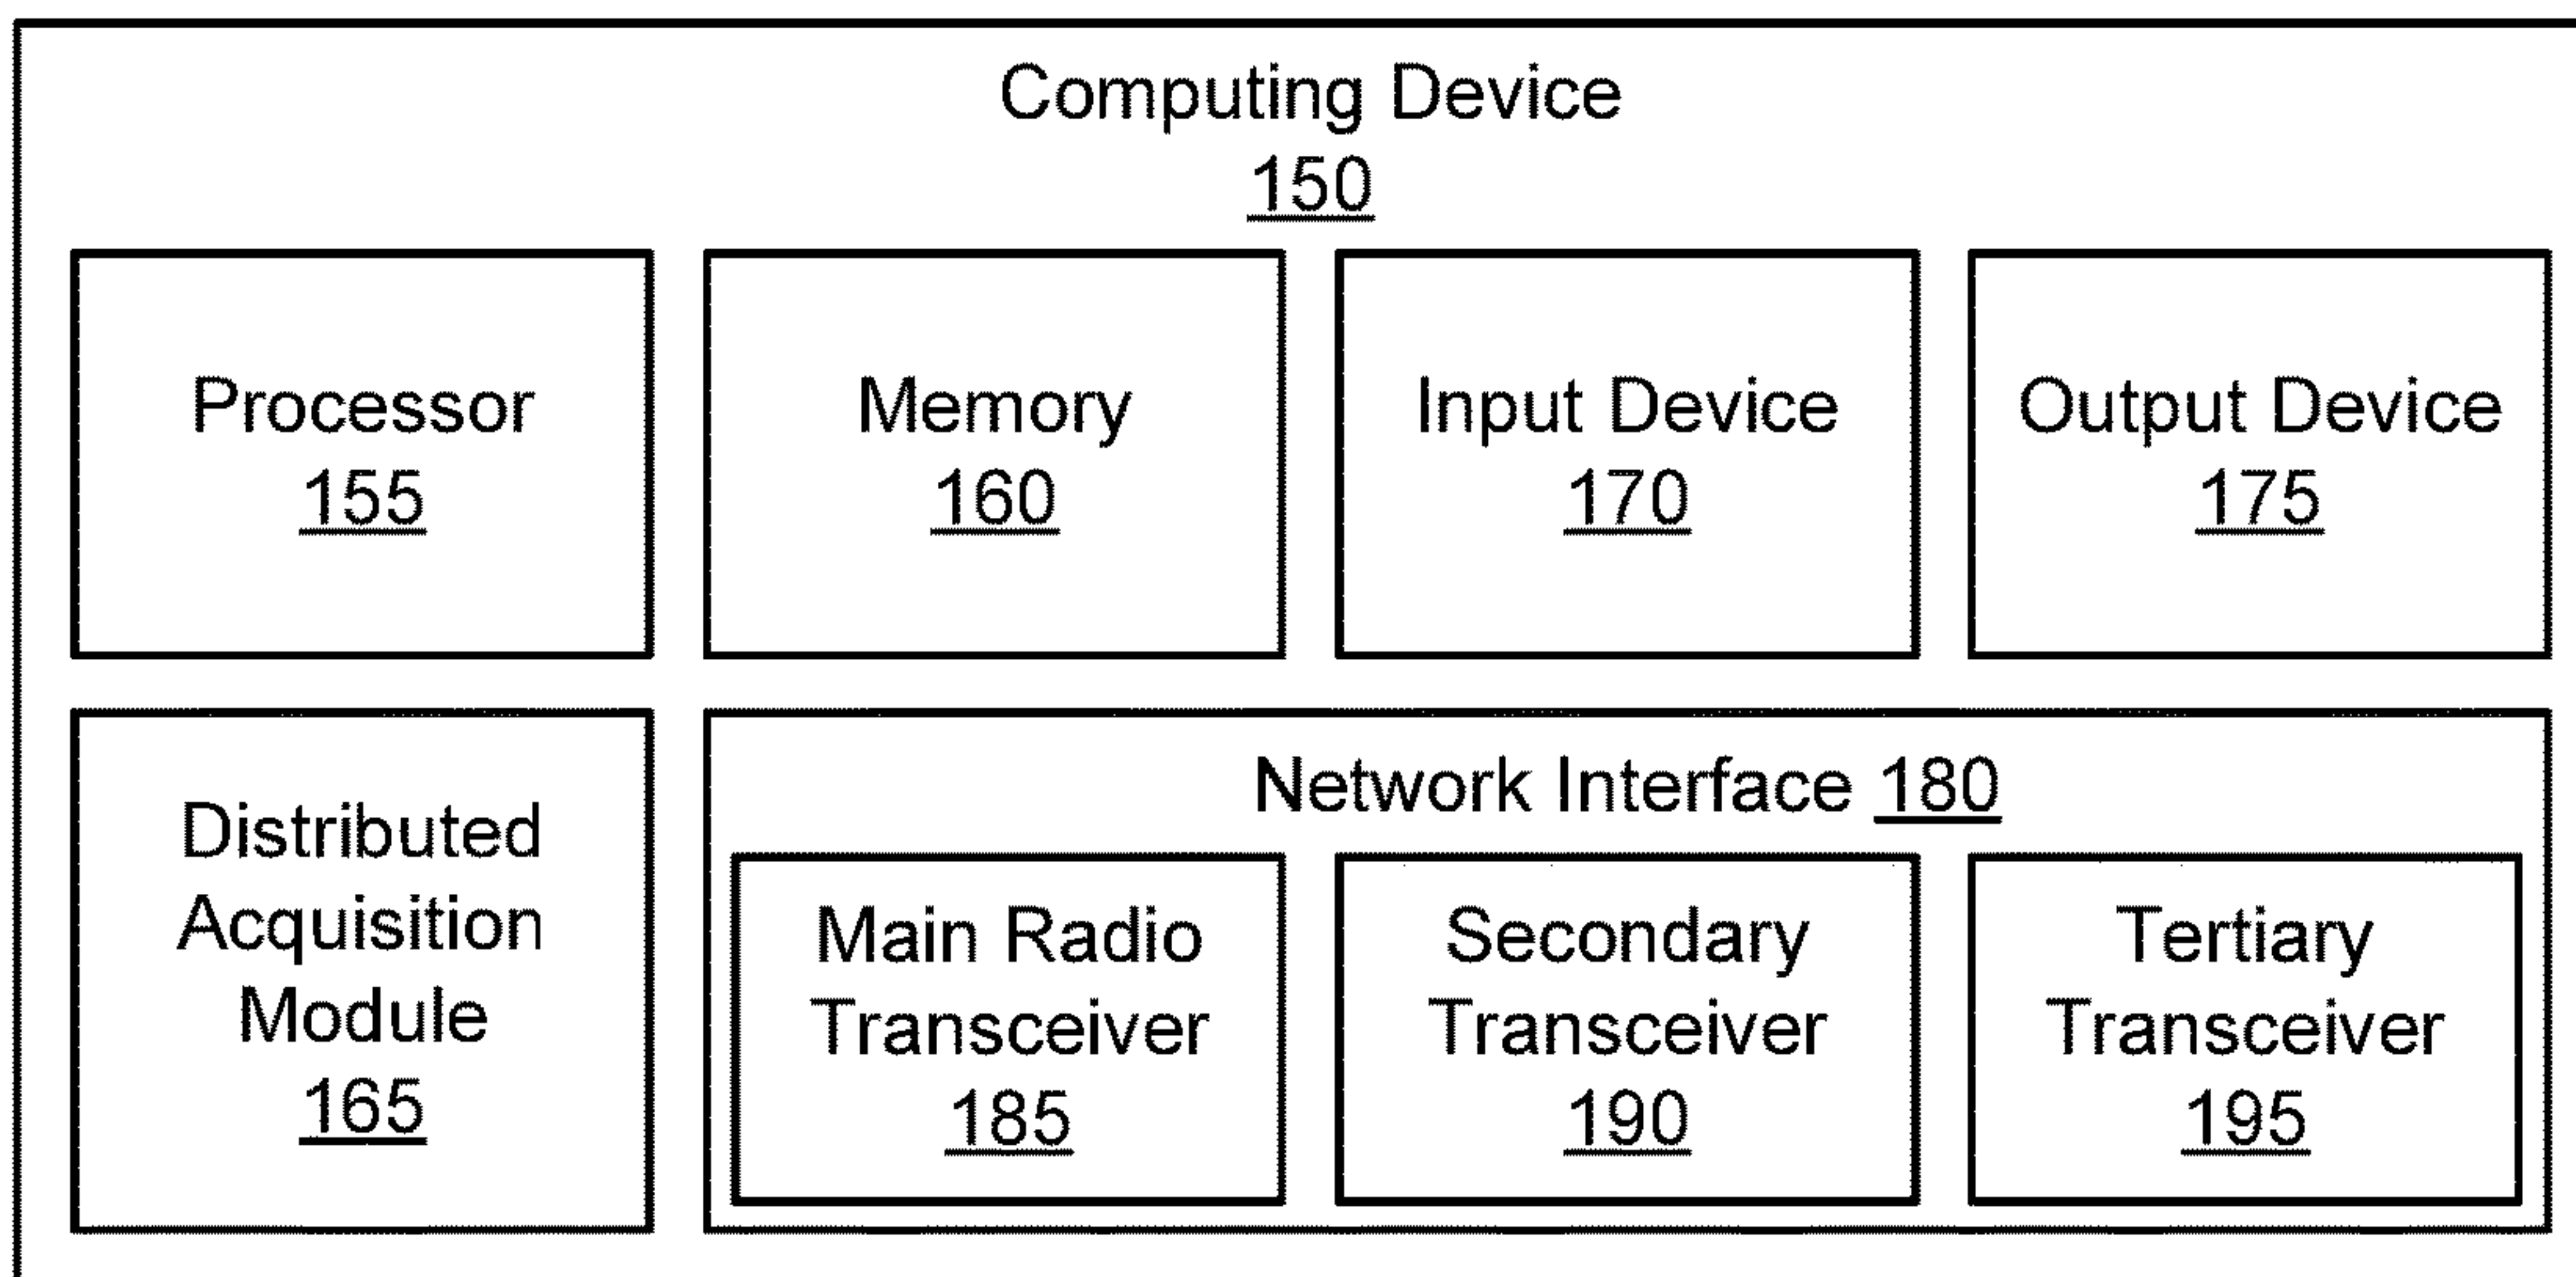 Computing Device
150
Processor
155
Memory
160
Input Device
170
Output Device
175
Distributed
Acquisition
Module
165
Network Interface 180
Main Radio
Transceiver
185
Secondary
Transceiver
190
Tertiary
Transceiver
195